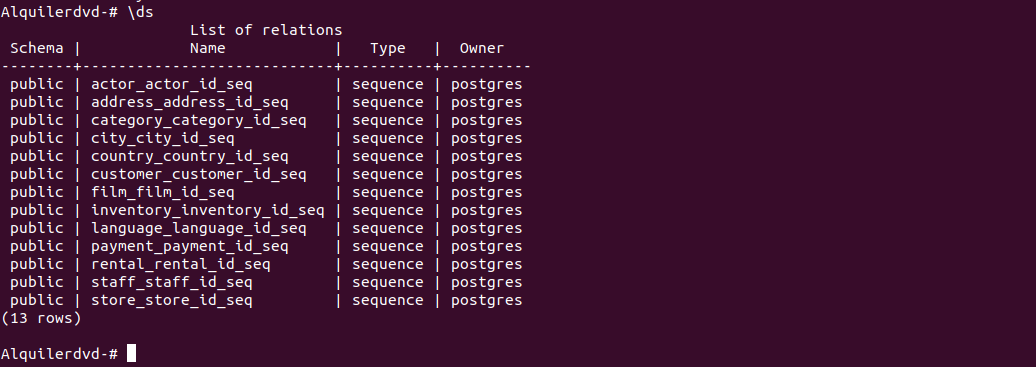 Alquilerdvd-# \ds
                     List of relations
 Schema |            Name            |   Type   |  Owner
--------+----------------------------+----------+----------
 public | actor_actor_id_seq         | sequence | postgres
 public | address_address_id_seq     | sequence | postgres
 public | category_category_id_seq   | sequence | postgres
 public | city_city_id_seq           | sequence | postgres
 public | country_country_id_seq     | sequence | postgres
 public | customer_customer_id_seq   | sequence | postgres
 public | film_film_id_seq           | sequence | postgres
 public | inventory_inventory_id_seq | sequence | postgres
 public | language_language_id_seq   | sequence | postgres
 public | payment_payment_id_seq     | sequence | postgres
 public | rental_rental_id_seq       | sequence | postgres
 public | staff_staff_id_seq         | sequence | postgres
 public | store_store_id_seq         | sequence | postgres
(13 rows)
Alquilerdvd-#